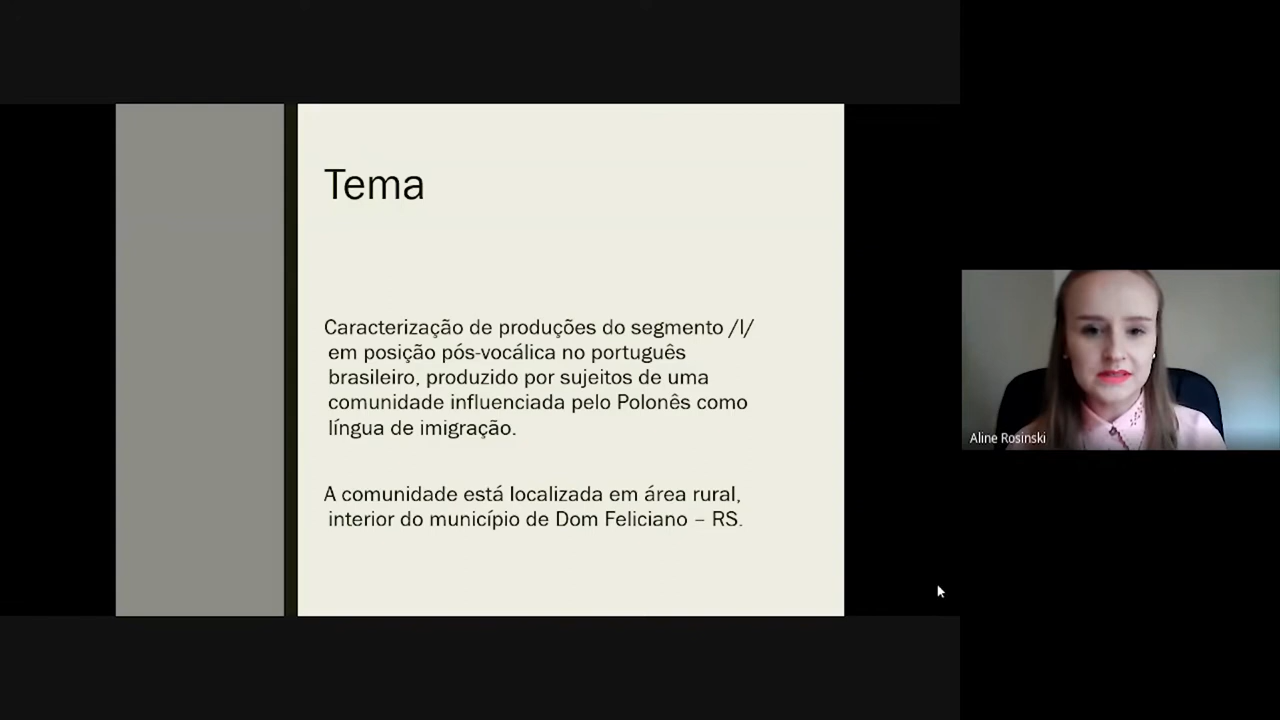 Tema
Caracterização de produções do segmento /l/
em posição pós-vocálica no português
brasileiro, produzido por sujeitos de uma
comunidade influenciada pelo Polonês como
língua de imigração.
A comunidade está localizada em área rural,
interior do município de Dom Feliciano – RS.
Aline Rosinski